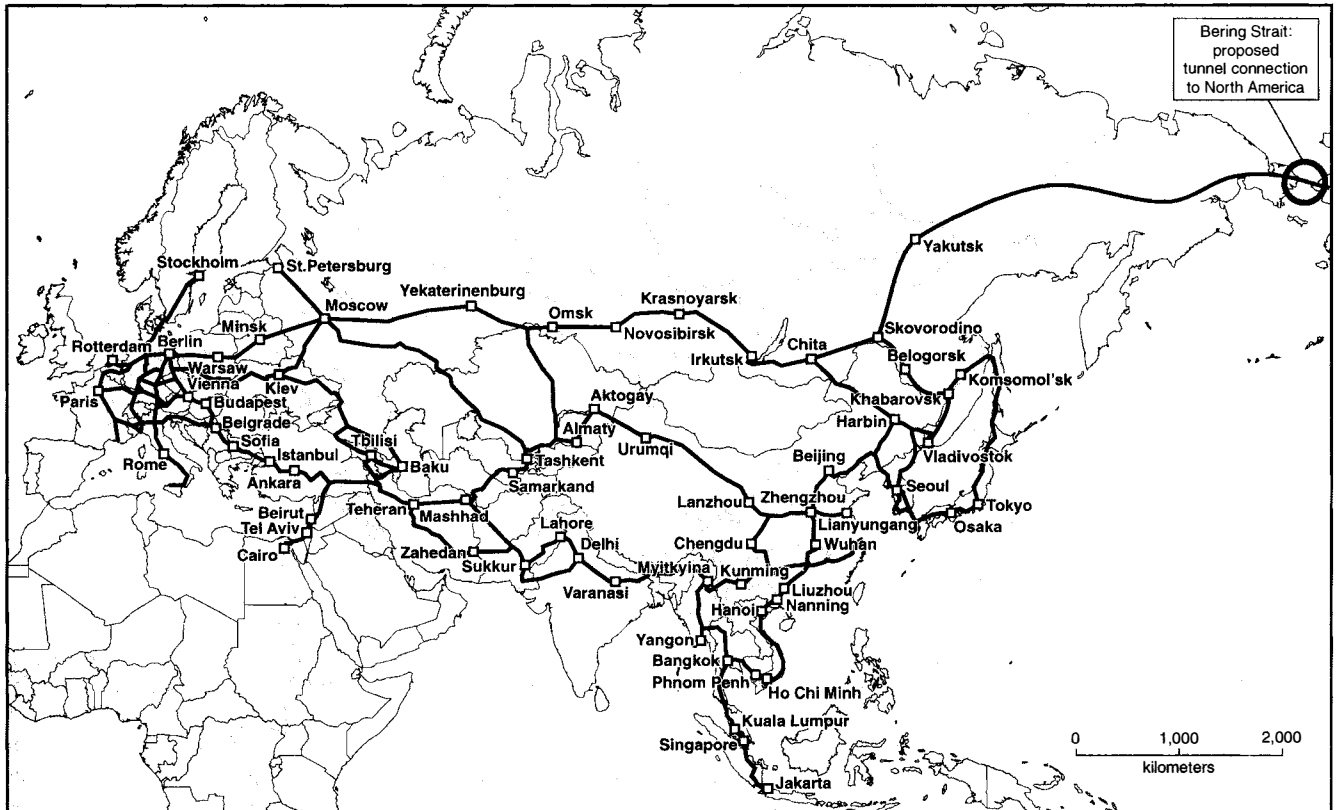 Bering Strait:
proposed
tunnel connection
to North America
Yakutsk
Stockholm
St.Petersburg
Yekaterinenburg
Krasnoyarsk
Moscow
Omsk
Minsk
Novosibirsk
Skovorodino
Rotterdam
Berlin
Irkutsk
Chita
Belogorsk
Warsaw
Komsomol'sk
Vienna
Kiev
Paris
Budapest
Aktogay
Khabarovsk
Belgrade
Almaty
Harbin
Sofia
Tbilisi
Urumqi
Istanbul
Vladivostok
Rome
Baku
Tashkent
Beijing
Ankara
Samarkand
Seoul
Teheran
Mashhad
Lanzhou
Zhengzhou
Tokyo
Beirut
Lahore
Lianyungang
Osaka
Tel Aviv
Delhi
Chengdu
Wuhan
Cairo
Zahedan
Sukkur
Myitkyina
Kunming
Varanasi
Liuzhou
Nanning
Hanoi
Yangon
Bangkok
Phnom Penh
Ho Chi Minh
Kuala Lumpur
Singapore
Jakarta
0 1,000 2,000
kilometers